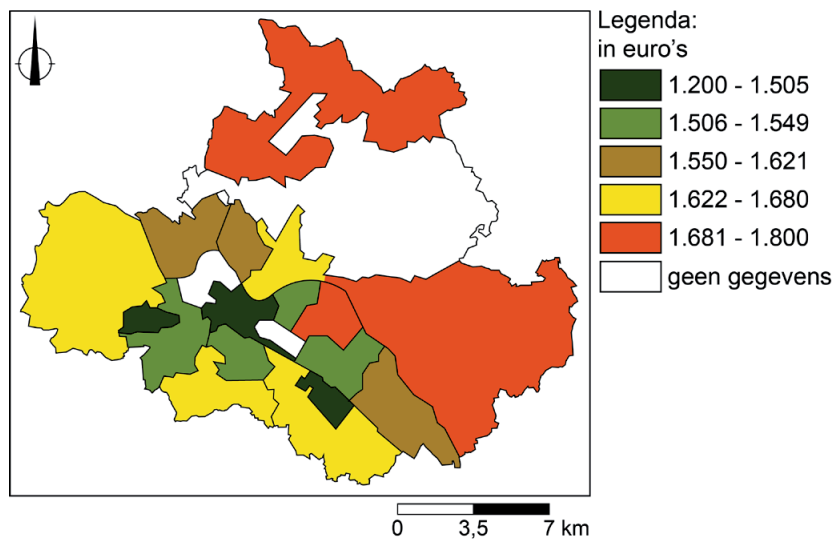 Legenda:
in euro's
1.200 - 1.505
1.506 - 1.549
1.550 - 1.621
1.622 - 1.680
1.681 - 1.800
geen gegevens
0 3,5 7 km